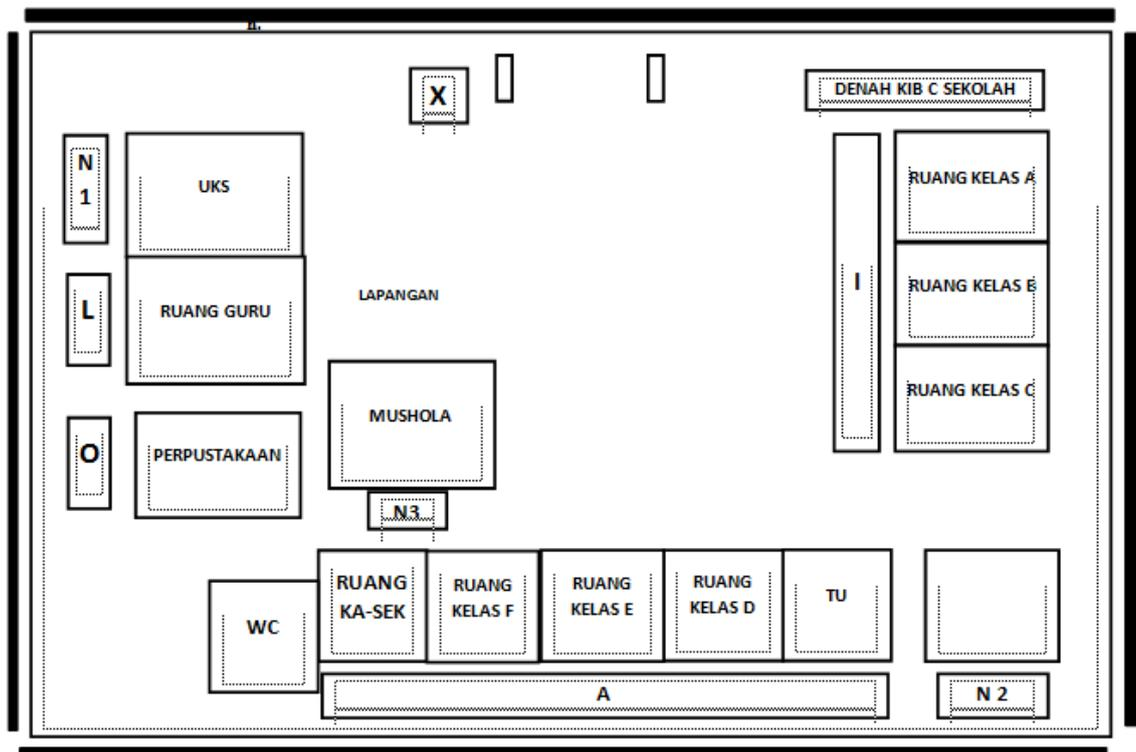 n.
X
DENAH KIB C SEKOLAH
N
1
UKS
RUANG KELAS A
L
RUANG GURU
LAPANGAN
I
RUANG KELAS B
MUSHOLA
RUANG KELAS C
O
PERPUSTAKAAN
N3
WC
RUANG
KA-SEK
RUANG
KELAS F
RUANG
KELAS E
RUANG
KELAS D
TU
A
N 2